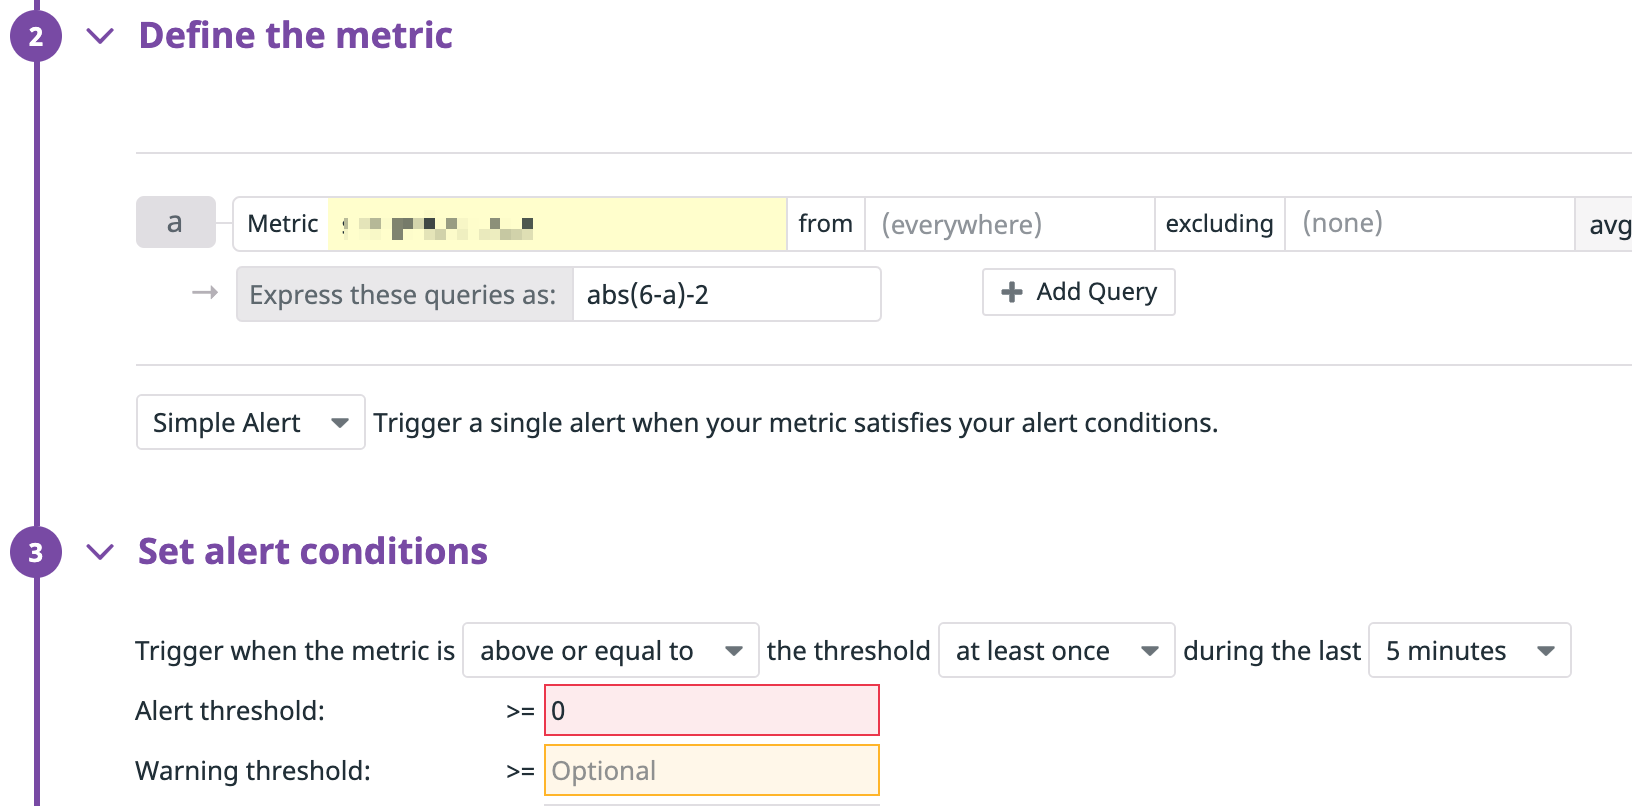 2 Define the metric
a Metric from (everywhere) excluding (none) avg
→ Express these queries as: abs(6-a)-2 + Add Query
Simple Alert Trigger a single alert when your metric satisfies your alert conditions.
3 Set alert conditions
Trigger when the metric is above or equal to the threshold at least once during the last 5 minutes
Alert threshold: >= 0
Warning threshold: >= Optional